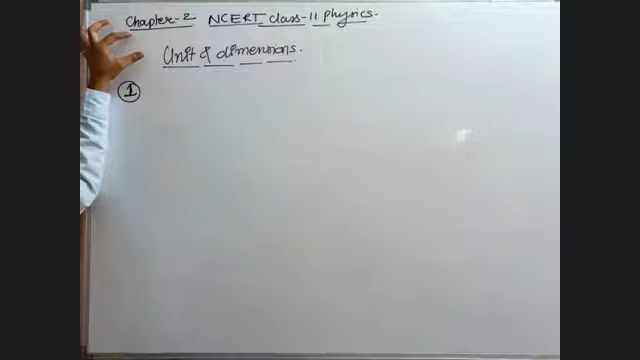 Chapter-2 NCERT Class-11 Physics.
Unit & dimensions.
1